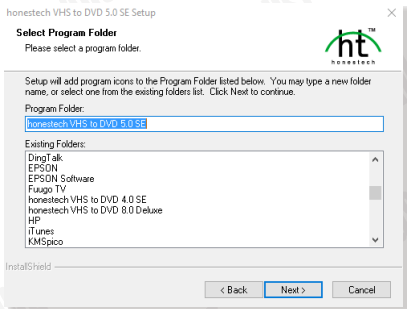 honestech VHS to DVD 5.0 SE Setup
Select Program Folder
Please select a program folder.
ht™
honestech
Setup will add program icons to the Program Folder listed below. You may type a new folder
name, or select one from the existing folders list. Click Next to continue.
Program Folder:
honestech VHS to DVD 5.0 SE
Existing Folders:
DingTalk
EPSON
EPSON Software
Fuugo TV
honestech VHS to DVD 4.0 SE
honestech VHS to DVD 8.0 Deluxe
HP
iTunes
KMSpico
InstallShield
< Back
Next >
Cancel